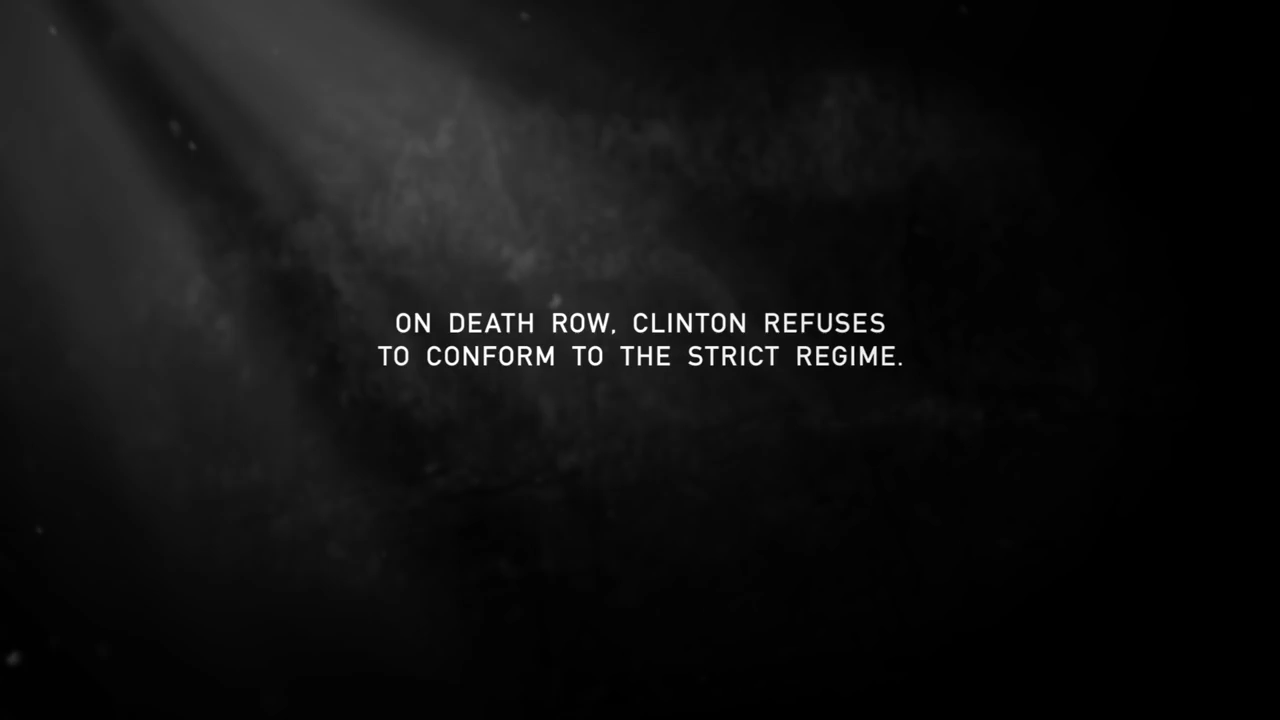 ON DEATH ROW, CLINTON REFUSES
TO CONFORM TO THE STRICT REGIME.